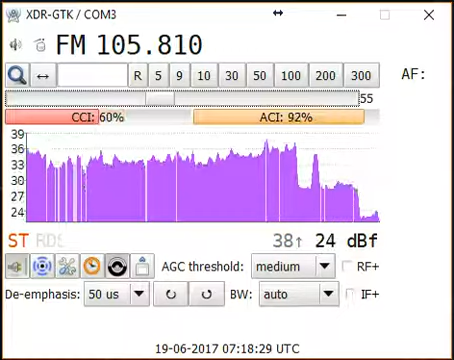 XDR-GTK / COM3
FM 105.810
R 5 9 10 30 50 100 200 300 AF:
55
CCI: 60% ACI: 92%
39
36
33
30
27
24
ST RDS 38↑ 24 dBf
AGC threshold: medium RF+
De-emphasis: 50 us BW: auto IF+
19-06-2017 07:18:29 UTC